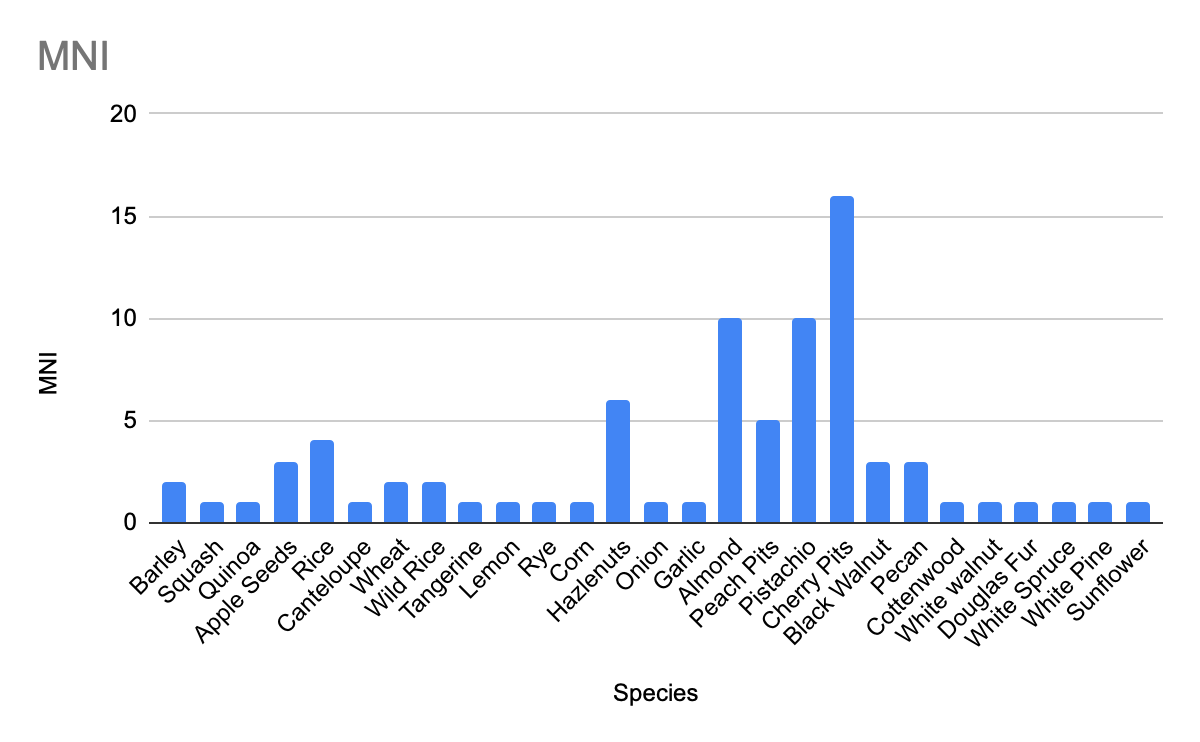 MNI
20
15
10
5
0
MNI
Barley
Squash
Quinoa
Apple Seeds
Rice
Canteloupe
Wheat
Wild Rice
Tangerine
Lemon
Rye
Corn
Hazlenuts
Onion
Garlic
Almond
Peach Pits
Pistachio
Cherry Pits
Black Walnut
Pecan
Cottenwood
White walnut
Douglas Fur
White Spruce
White Pine
Sunflower
Species